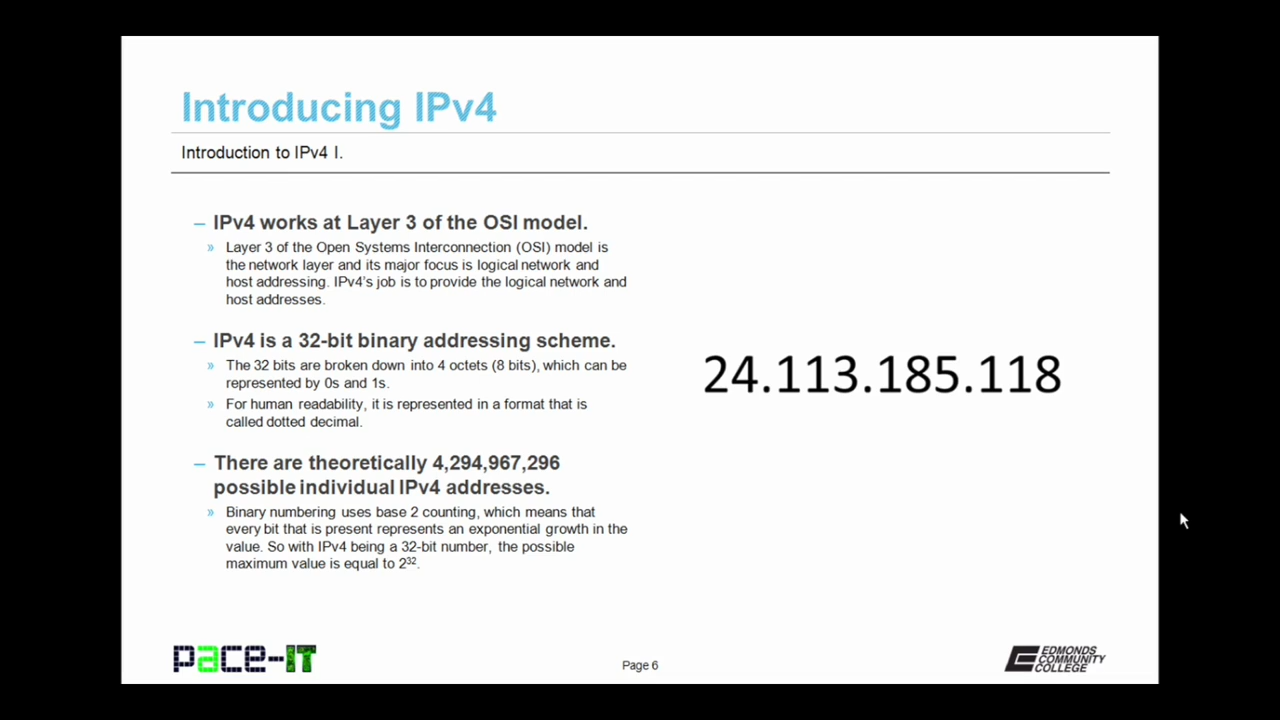 Introducing IPv4
Introduction to IPv4 I.
– IPv4 works at Layer 3 of the OSI model.
» Layer 3 of the Open Systems Interconnection (OSI) model is
the network layer and its major focus is logical network and
host addressing. IPv4's job is to provide the logical network and
host addresses.
– IPv4 is a 32-bit binary addressing scheme.
» The 32 bits are broken down into 4 octets (8 bits), which can be
represented by 0s and 1s.
» For human readability, it is represented in a format that is
called dotted decimal.
– There are theoretically 4,294,967,296
possible individual IPv4 addresses.
» Binary numbering uses base 2 counting, which means that
every bit that is present represents an exponential growth in the
value. So with IPv4 being a 32-bit number, the possible
maximum value is equal to 2³².
24.113.185.118
pace-IT
Page 6
EDMONDS
COMMUNITY
COLLEGE